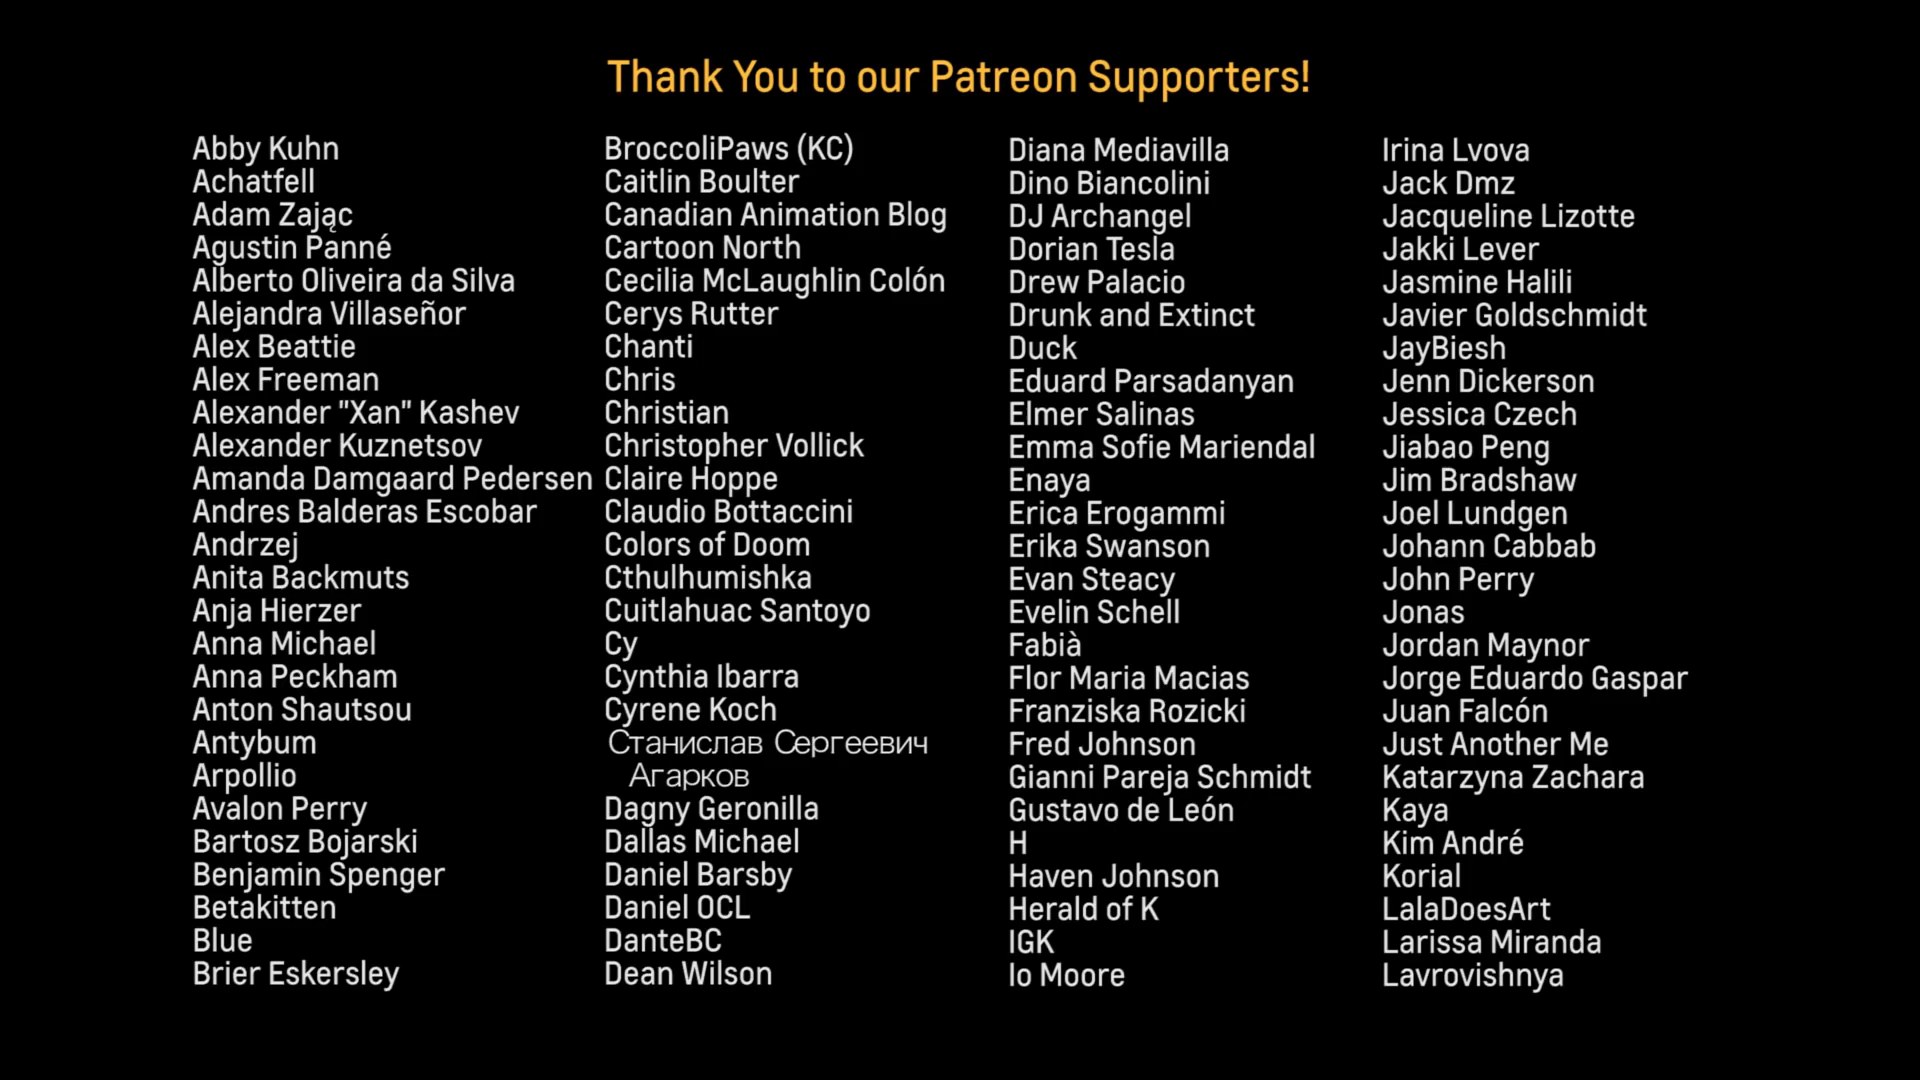 Thank You to our Patreon Supporters!
Abby Kuhn
Achatfell
Adam Zając
Agustin Panné
Alberto Oliveira da Silva
Alejandra Villaseñor
Alex Beattie
Alex Freeman
Alexander "Xan" Kashev
Alexander Kuznetsov
Amanda Damgaard Pedersen
Andres Balderas Escobar
Andrzej
Anita Backmuts
Anja Hierzer
Anna Michael
Anna Peckham
Anton Shautsou
Antybum
Arpollio
Avalon Perry
Bartosz Bojarski
Benjamin Spenger
Betakitten
Blue
Brier Eskersley
BroccoliPaws (KC)
Caitlin Boulter
Canadian Animation Blog
Cartoon North
Cecilia McLaughlin Colón
Cerys Rutter
Chanti
Chris
Christian
Christopher Vollick
Claire Hoppe
Claudio Bottaccini
Colors of Doom
Cthulhumishka
Cuitlahuac Santoyo
Cy
Cynthia Ibarra
Cyrene Koch
Станислав Сергеевич
Агарков
Dagny Geronilla
Dallas Michael
Daniel Barsby
Daniel OCL
DanteBC
Dean Wilson
Diana Mediavilla
Dino Biancolini
DJ Archangel
Dorian Tesla
Drew Palacio
Drunk and Extinct
Duck
Eduard Parsadanyan
Elmer Salinas
Emma Sofie Mariendal
Enaya
Erica Erogammi
Erika Swanson
Evan Steacy
Evelin Schell
Fabià
Flor Maria Macias
Franziska Rozicki
Fred Johnson
Gianni Pareja Schmidt
Gustavo de León
H
Haven Johnson
Herald of K
IGK
Io Moore
Irina Lvova
Jack Dmz
Jacqueline Lizotte
Jakki Lever
Jasmine Halili
Javier Goldschmidt
JayBiesh
Jenn Dickerson
Jessica Czech
Jiabao Peng
Jim Bradshaw
Joel Lundgen
Johann Cabbab
John Perry
Jonas
Jordan Maynor
Jorge Eduardo Gaspar
Juan Falcón
Just Another Me
Katarzyna Zachara
Kaya
Kim André
Korial
LalaDoesArt
Larissa Miranda
Lavrovishnya